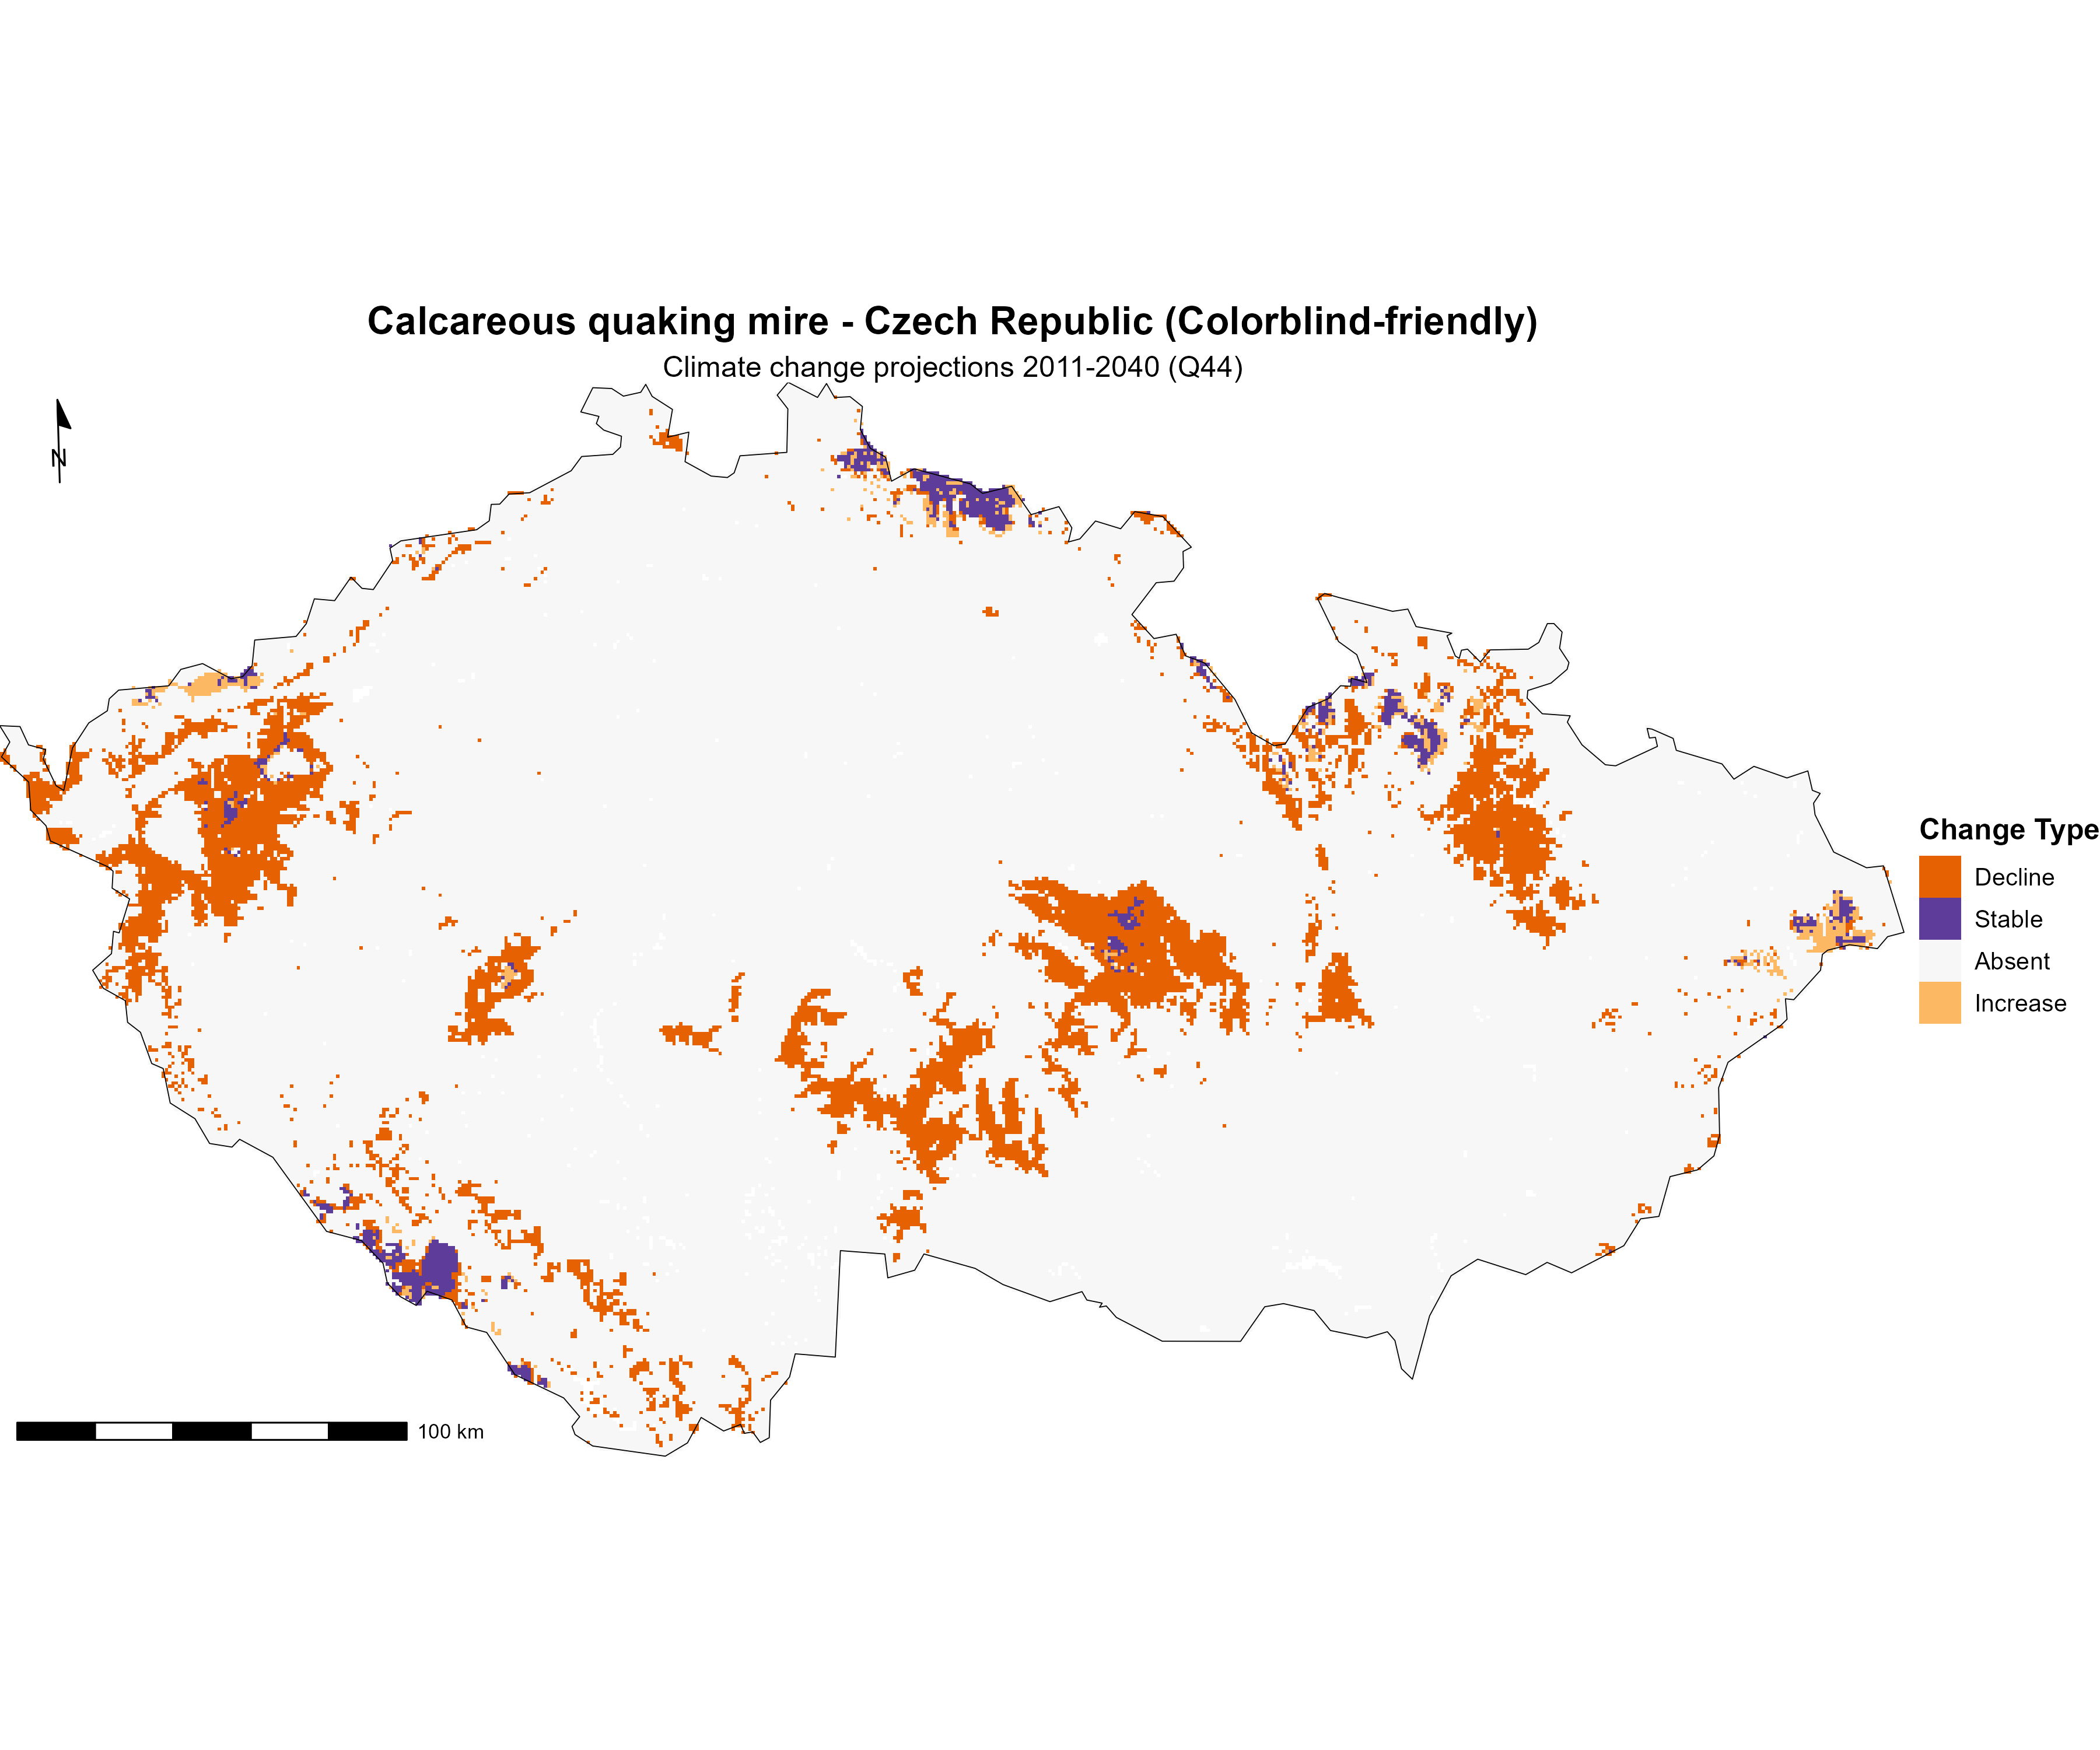 Calcareous quaking mire - Czech Republic (Colorblind-friendly)
Climate change projections 2011-2040 (Q44)
N
Change Type
Decline
Stable
Absent
Increase
100 km